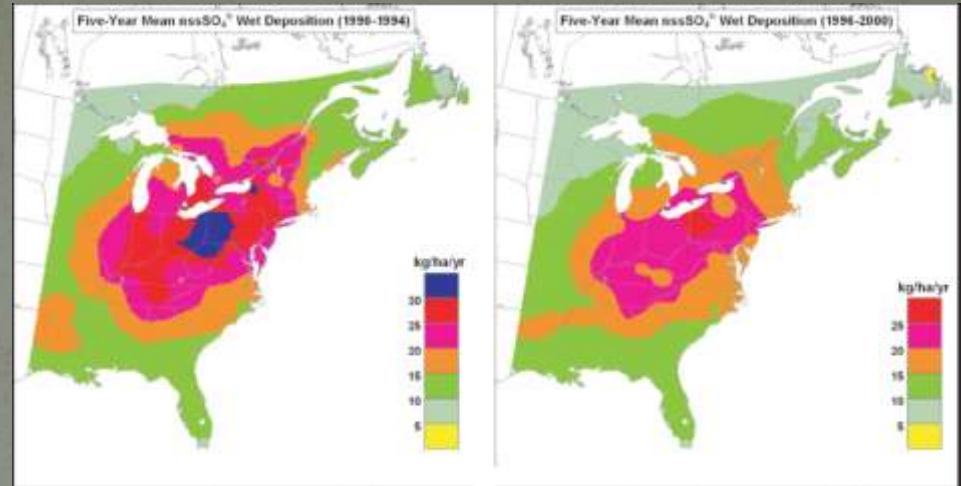 Five-Year Mean nssSO₄⁼ Wet Deposition (1990-1994)
kg/ha/yr
30
25
20
15
10
5
Five-Year Mean nssSO₄⁼ Wet Deposition (1996-2000)
kg/ha/yr
25
20
15
10
5